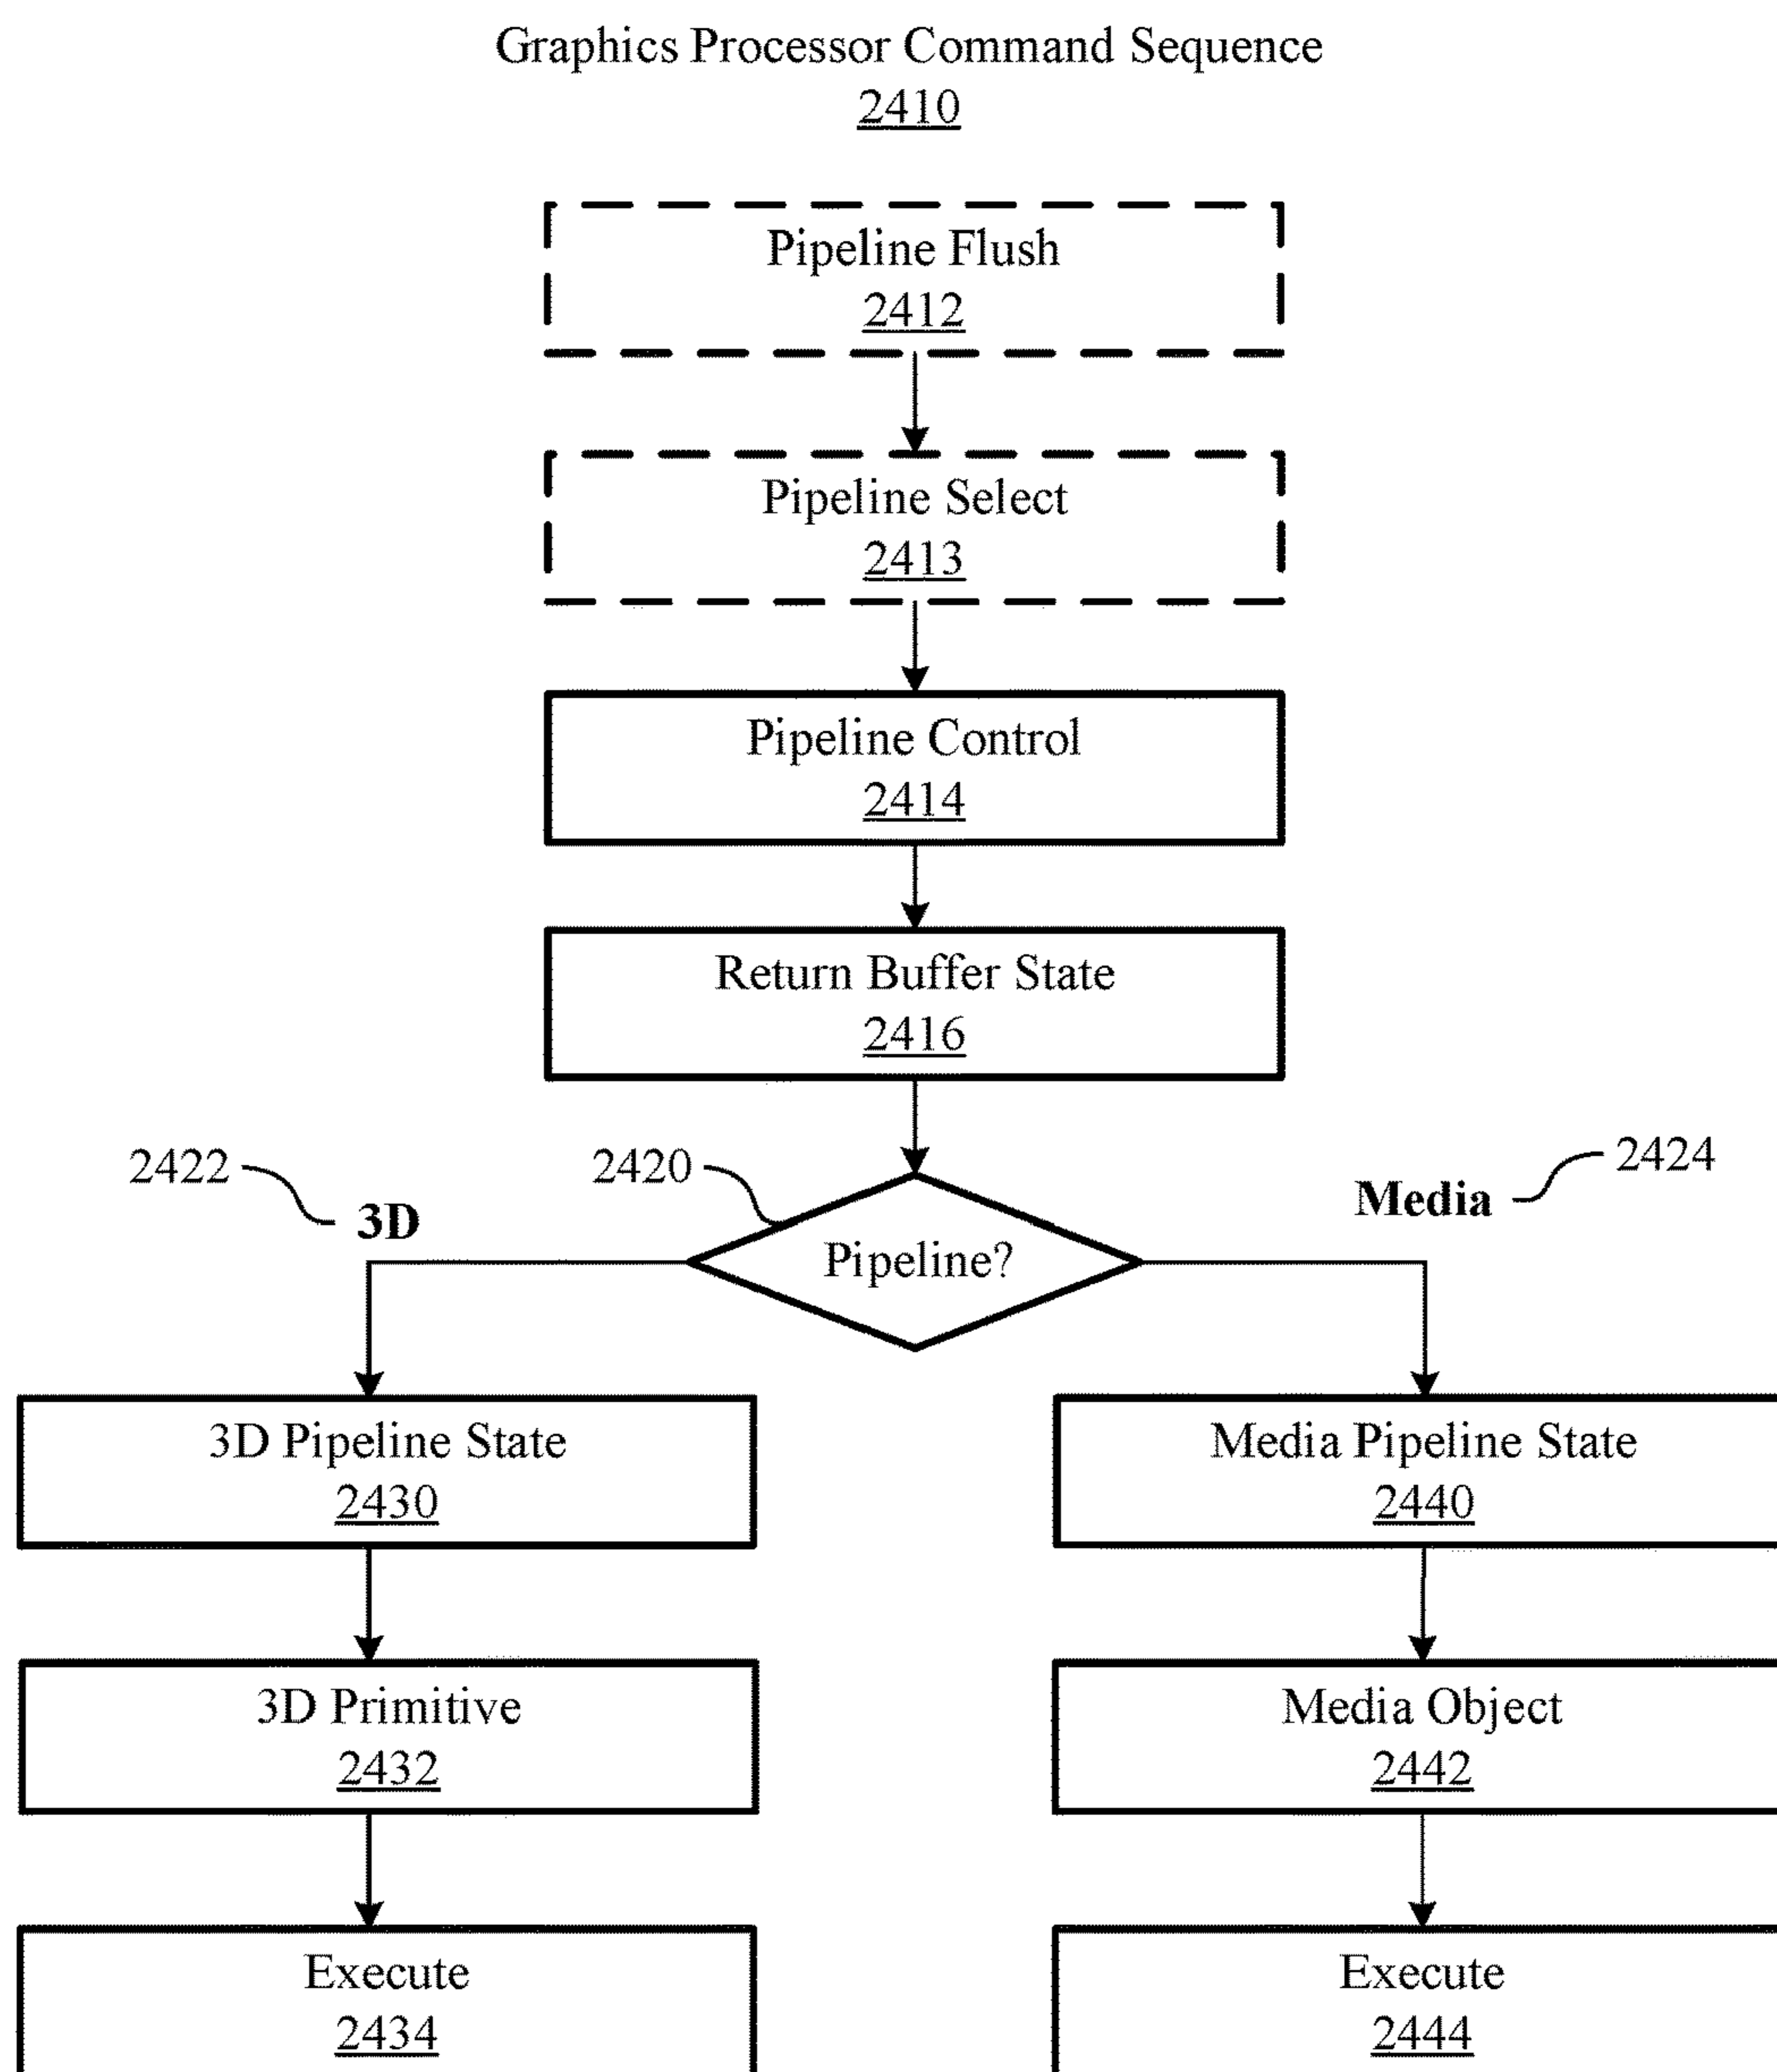 Graphics Processor Command Sequence
2410
Pipeline Flush
2412
Pipeline Select
2413
Pipeline Control
2414
Return Buffer State
2416
2422
3D
2420
Pipeline?
Media
2424
3D Pipeline State
2430
Media Pipeline State
2440
3D Primitive
2432
Media Object
2442
Execute
2434
Execute
2444